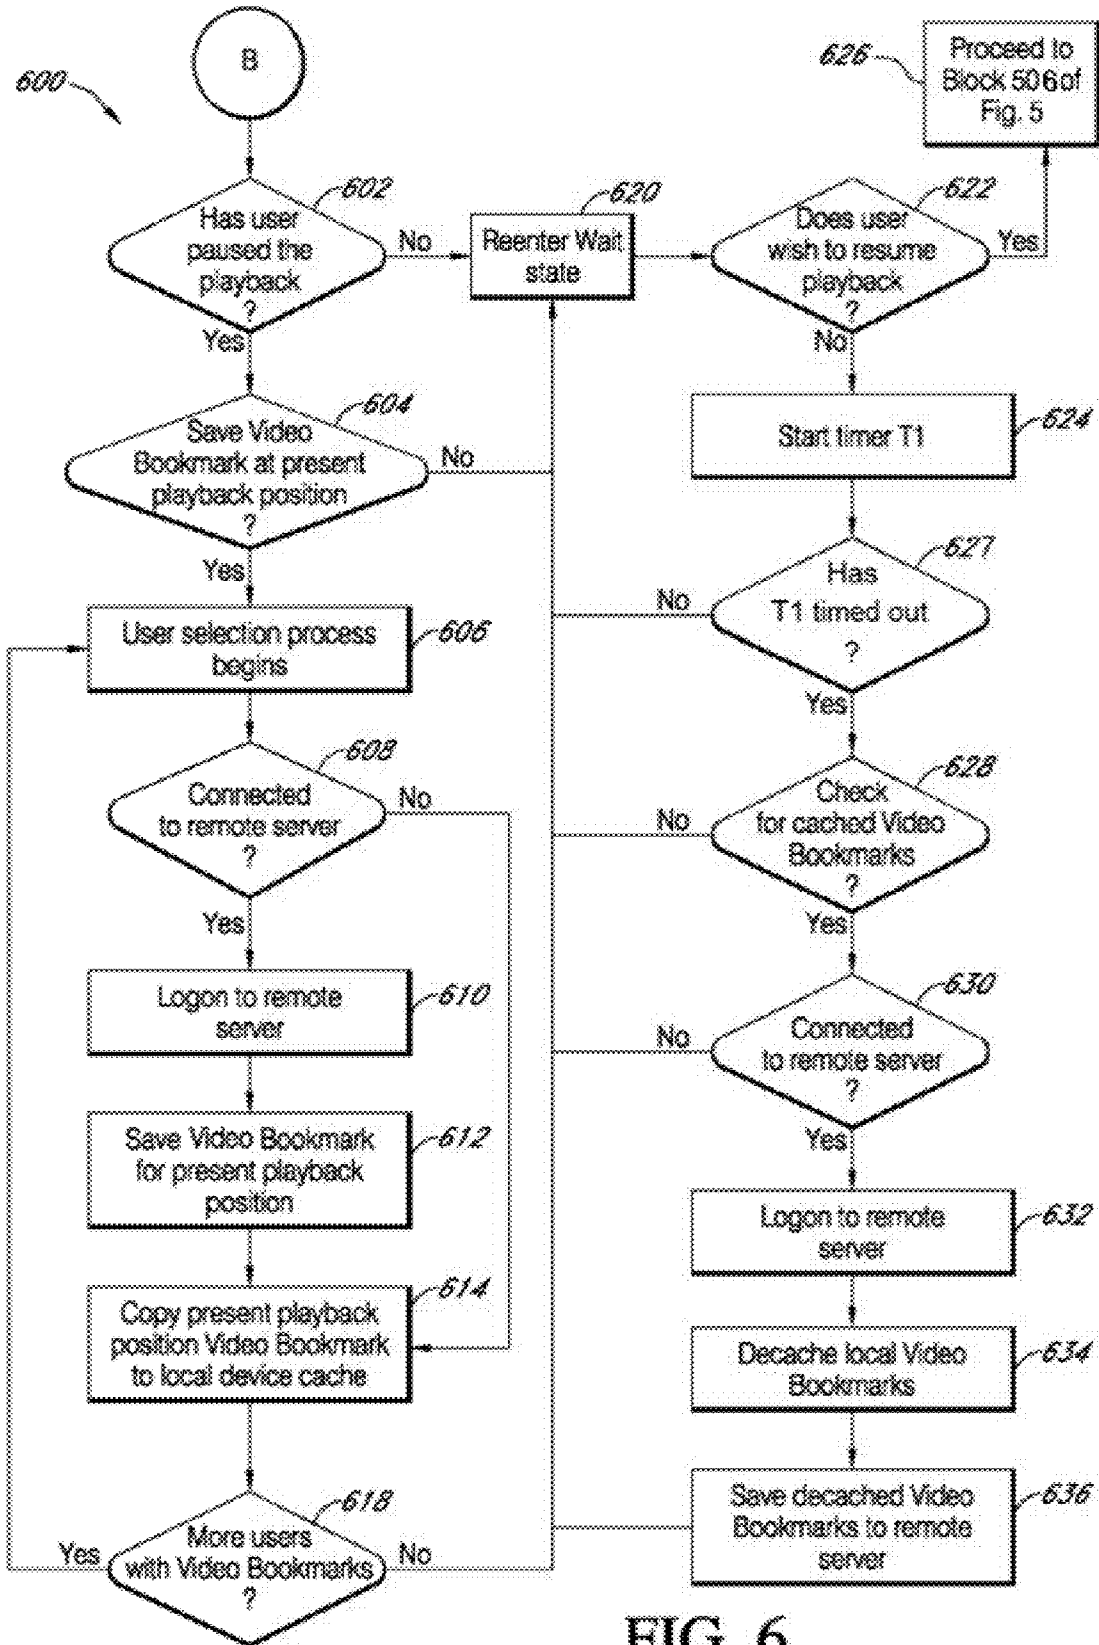 B
600
626
Proceed to
Block 506 of
Fig. 5
602
Has user
paused the
playback
?
No
Yes
620
Reenter Wait
state
622
Does user
wish to resume
playback
?
Yes
No
604
Save Video
Bookmark at present
playback position
?
No
Yes
Start timer T1
624
606
User selection process
begins
627
Has
T1 timed out
?
No
Yes
608
Connected
to remote server
?
No
Yes
628
Check
for cached Video
Bookmarks
?
No
Yes
Logon to remote
server
610
630
Connected
to remote server
?
No
Yes
Save Video Bookmark
for present playback
position
612
Logon to remote
server
632
Copy present playback
position Video Bookmark
to local device cache
614
Decache local Video
Bookmarks
634
618
More users
with Video Bookmarks
?
Yes
No
Save decached Video
Bookmarks to remote
server
636
FIG. 6